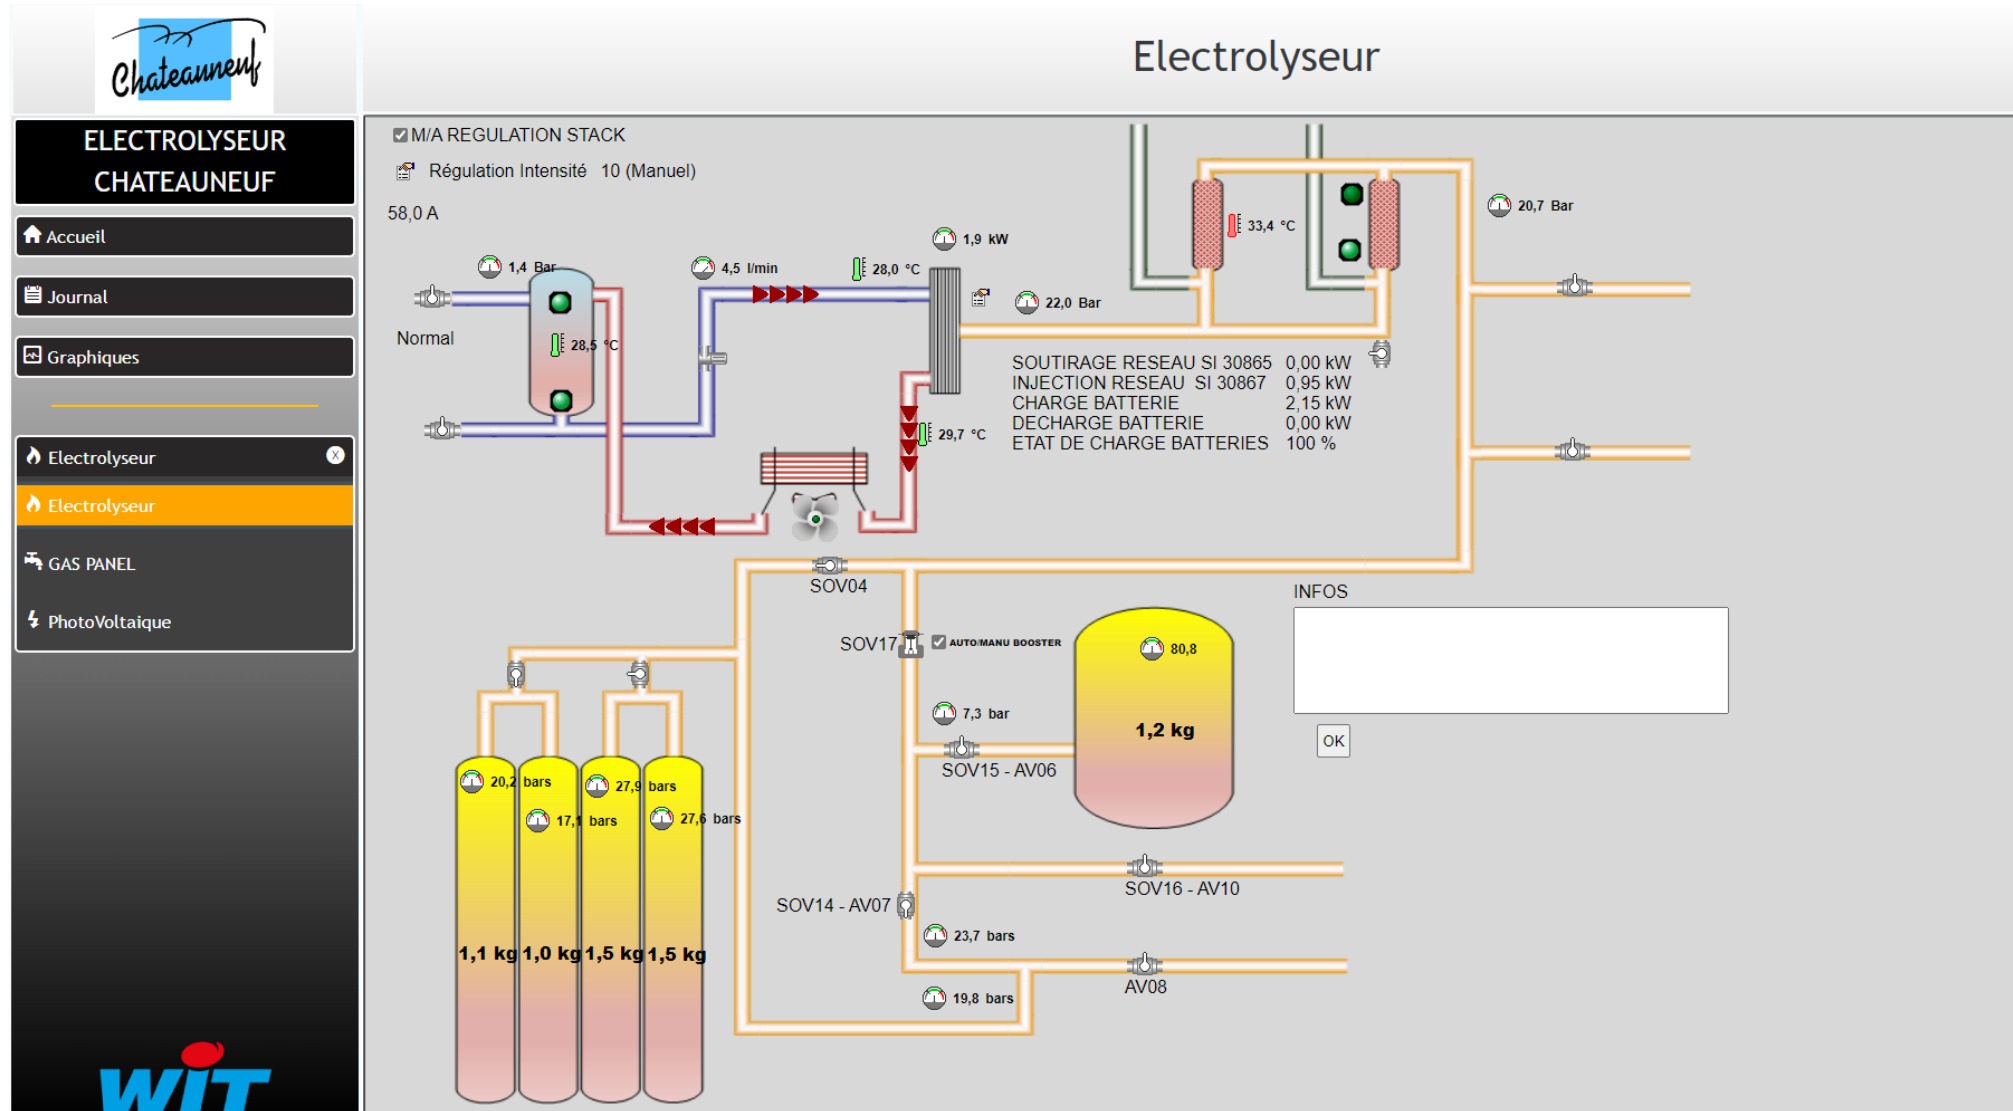 Chateauneuf
Electrolyseur
ELECTROLYSEUR
CHATEAUNEUF
Accueil
Journal
Graphiques
Electrolyseur
X
Electrolyseur
GAS PANEL
PhotoVoltaique
WIT
M/A REGULATION STACK
Régulation Intensité 10 (Manuel)
58,0 A
1,4 Bar
4,5 l/min
28,0 °C
1,9 kW
33,4 °C
20,7 Bar
22,0 Bar
Normal
28,5 °C
29,7 °C
SOUTIRAGE RESEAU SI 30865 0,00 kW
INJECTION RESEAU SI 30867 0,95 kW
CHARGE BATTERIE 2,15 kW
DECHARGE BATTERIE 0,00 kW
ETAT DE CHARGE BATTERIES 100 %
SOV04
INFOS
SOV17
AUTO/MANU BOOSTER
80,8
7,3 bar
1,2 kg
OK
SOV15 - AV06
20,2 bars
27,9 bars
17,1 bars
27,6 bars
SOV16 - AV10
SOV14 - AV07
23,7 bars
1,1 kg 1,0 kg 1,5 kg 1,5 kg
AV08
19,8 bars